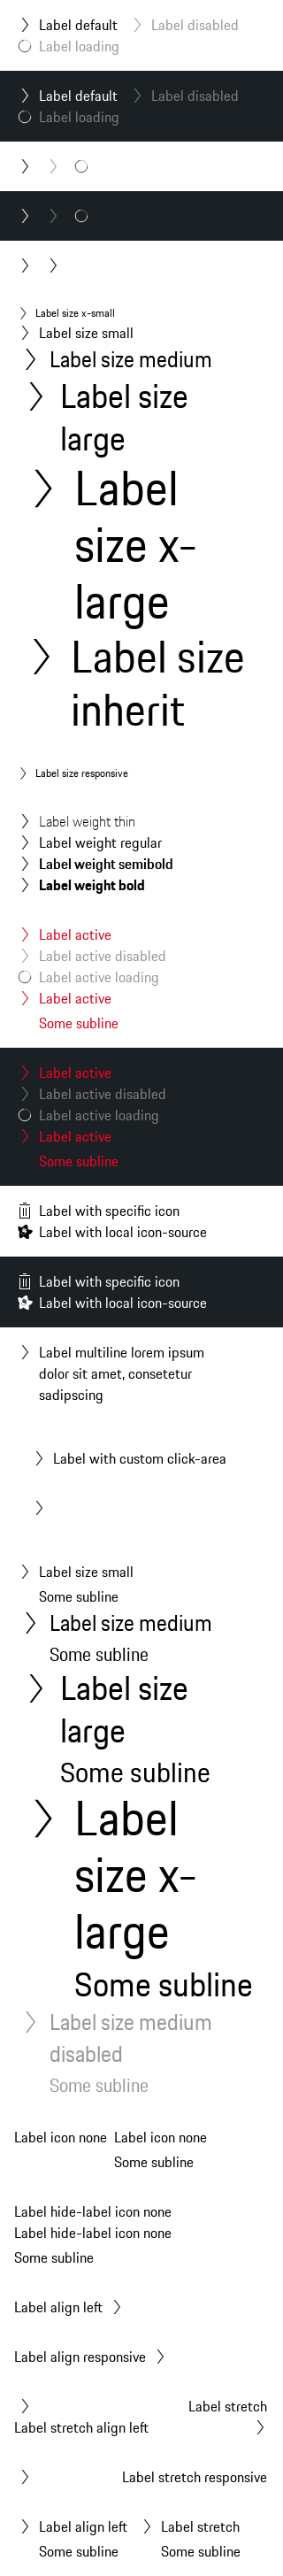 Label default Label disabled
Label loading
Label default Label disabled
Label loading
Label size x-small
Label size small
Label size medium
Label size
large
Label
size x-
large
Label size
inherit
Label size responsive
Label weight thin
Label weight regular
Label weight semibold
Label weight bold
Label active
Label active disabled
Label active loading
Label active
Some subline
Label active
Label active disabled
Label active loading
Label active
Some subline
Label with specific icon
Label with local icon-source
Label with specific icon
Label with local icon-source
Label multiline lorem ipsum
dolor sit amet, consetetur
sadipscing
Label with custom click-area
Label size small
Some subline
Label size medium
Some subline
Label size
large
Some subline
Label
size x-
large
Some subline
Label size medium
disabled
Some subline
Label icon none Label icon none
Some subline
Label hide-label icon none
Label hide-label icon none
Some subline
Label align left
Label align responsive
Label stretch
Label stretch align left
Label stretch responsive
Label align left Label stretch
Some subline Some subline